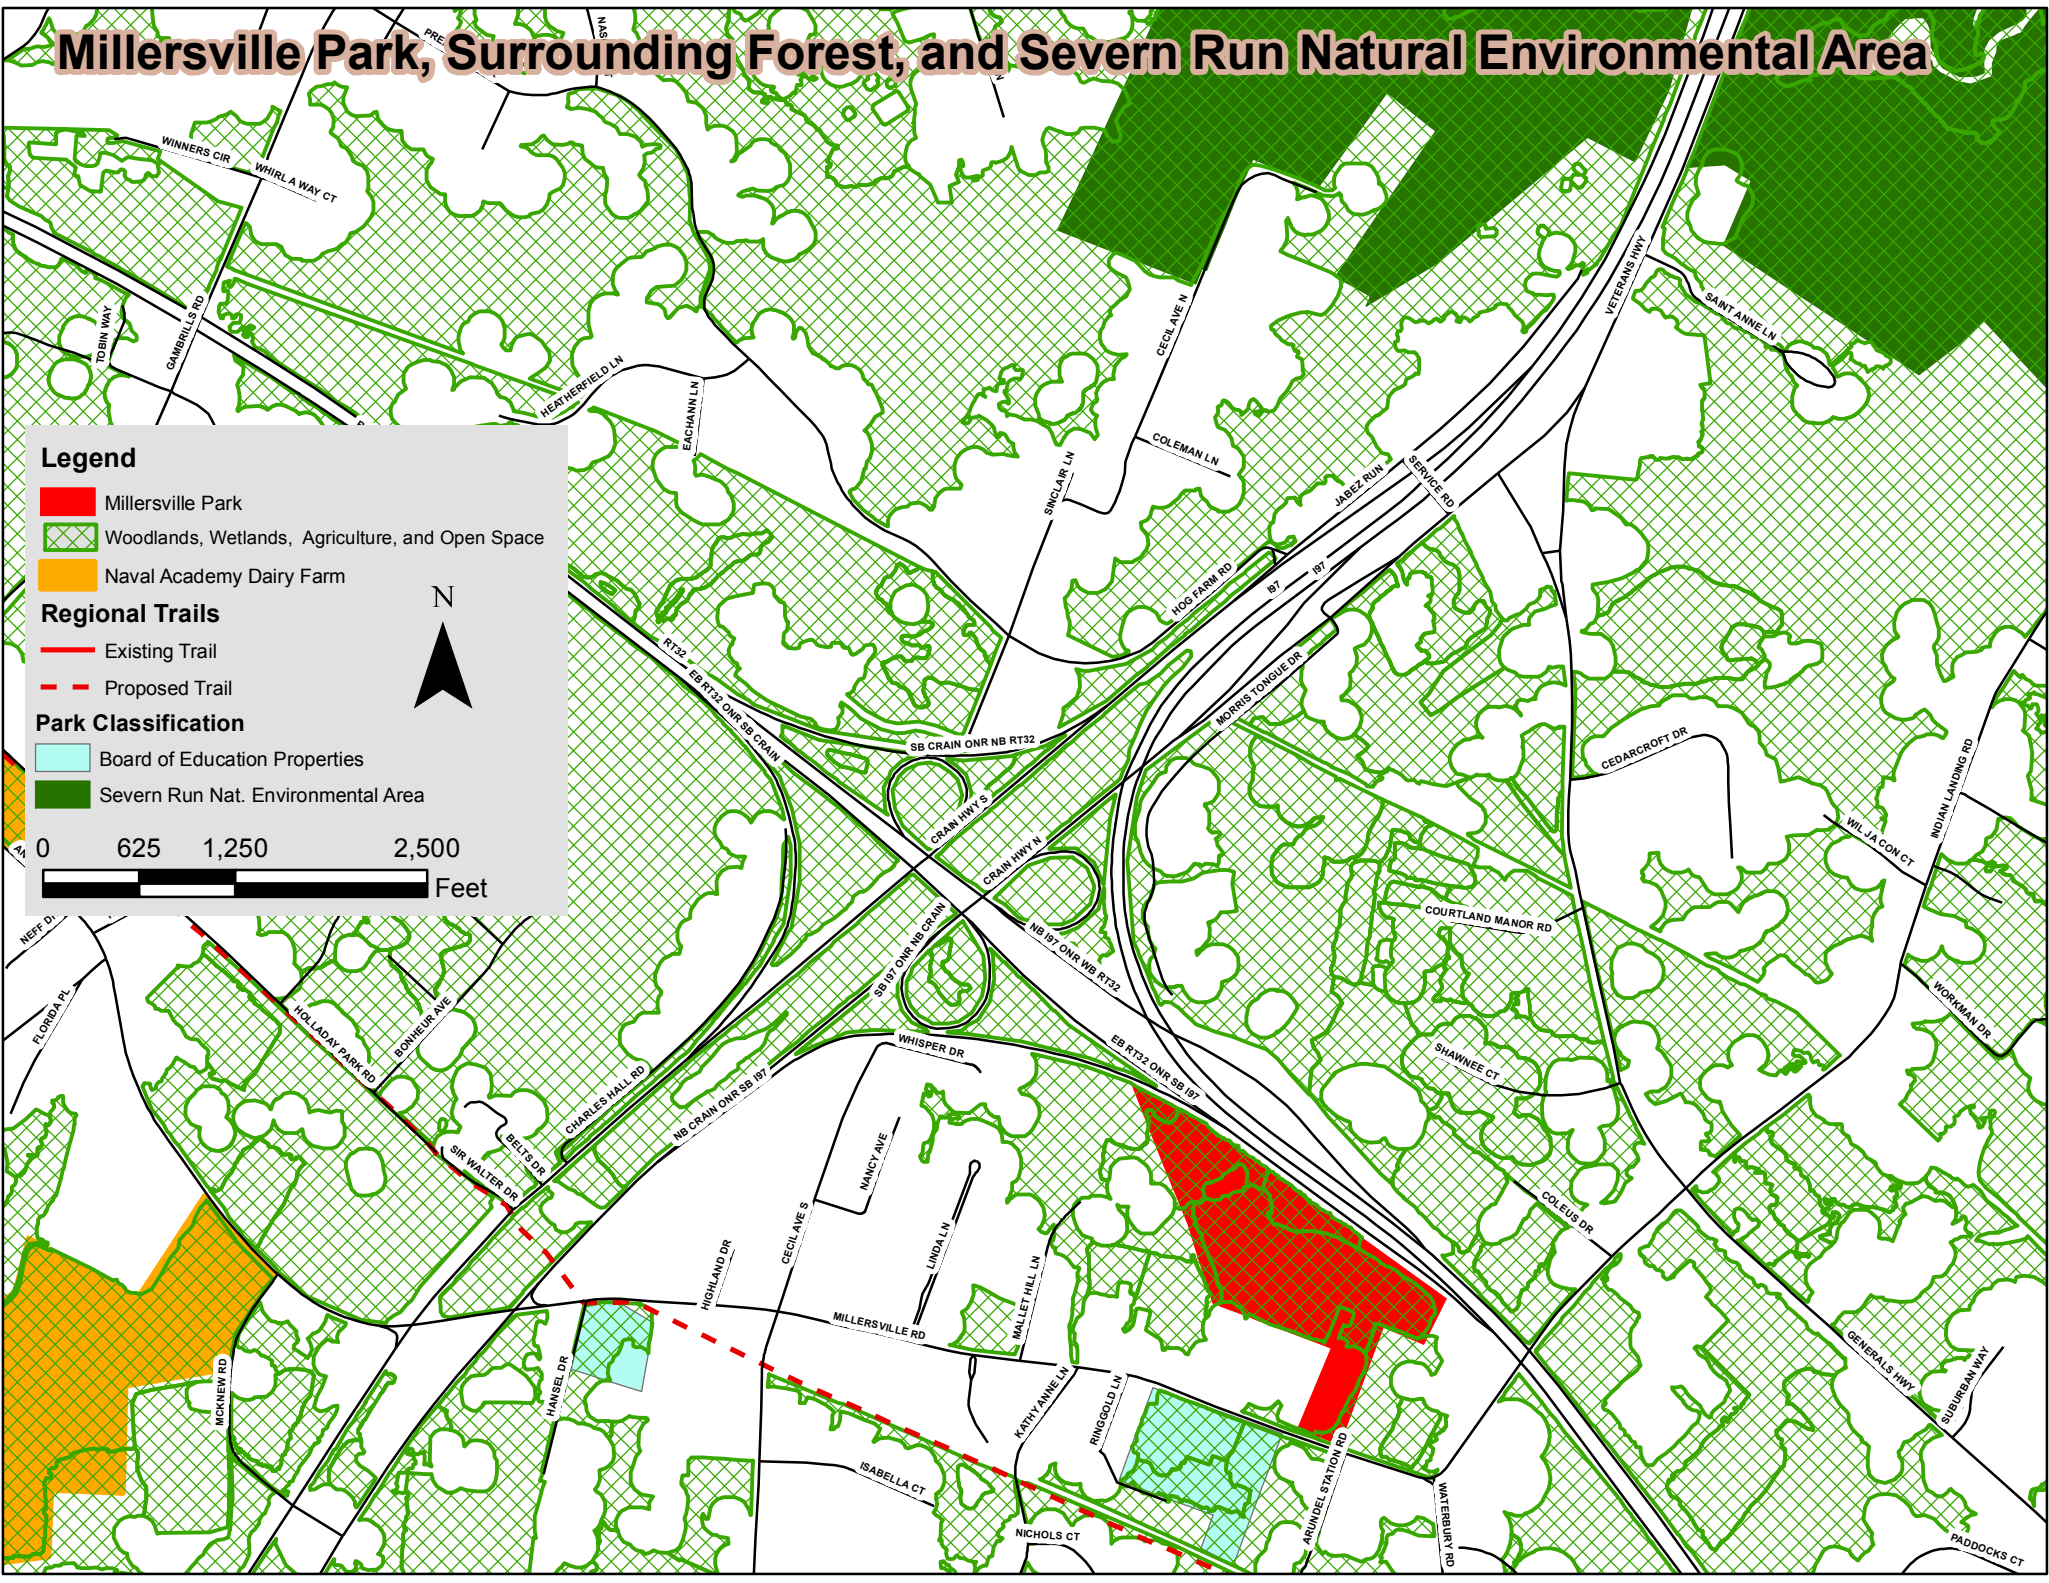 Millersville Park, Surrounding Forest, and Severn Run Natural Environmental Area
WINNERS CIR
WHIRL A WAY CT
TOBIN WAY
GAMBRILLS RD
HEATHERFIELD LN
EACHANN LN
CECIL AVE N
COLEMAN LN
SINCLAIR LN
VETERANS HWY
SAINT ANNE LN
JABEZ RUN
SERVICE RD
HOG FARM RD
I97
I97
MORRIS TONGUE DR
Legend
Millersville Park
Woodlands, Wetlands, Agriculture, and Open Space
Naval Academy Dairy Farm
Regional Trails
Existing Trail
Proposed Trail
Park Classification
Board of Education Properties
Severn Run Nat. Environmental Area
N
0 625 1,250 2,500
Feet
RT32
EB RT32 ONR SB CRAIN
SB CRAIN ONR NB RT32
CRAIN HWY S
CRAIN HWY N
SB I97 ONR NB CRAIN
NB I97 ONR WB RT32
CEDARCROFT DR
INDIAN LANDING RD
WILJACON CT
COURTLAND MANOR RD
WORKMAN DR
SHAWNEE CT
NEFF DR
FLORIDA PL
HOLLADAY PARK RD
BONHEUR AVE
CHARLES HALL RD
NB CRAIN ONR SB I97
WHISPER DR
EB RT32 ONR SB I97
BELTS DR
SIR WALTER DR
NANCY AVE
CECIL AVE S
LINDA LN
HIGHLAND DR
MALLET HILL LN
MILLERSVILLE RD
COLEUS DR
MCKNEW RD
HANSEL DR
KATHY ANNE LN
RINGGOLD LN
ISABELLA CT
NICHOLS CT
ARUNDEL STATION RD
WATERBURY RD
GENERALS HWY
SUBURBAN WAY
PADDOCKS CT